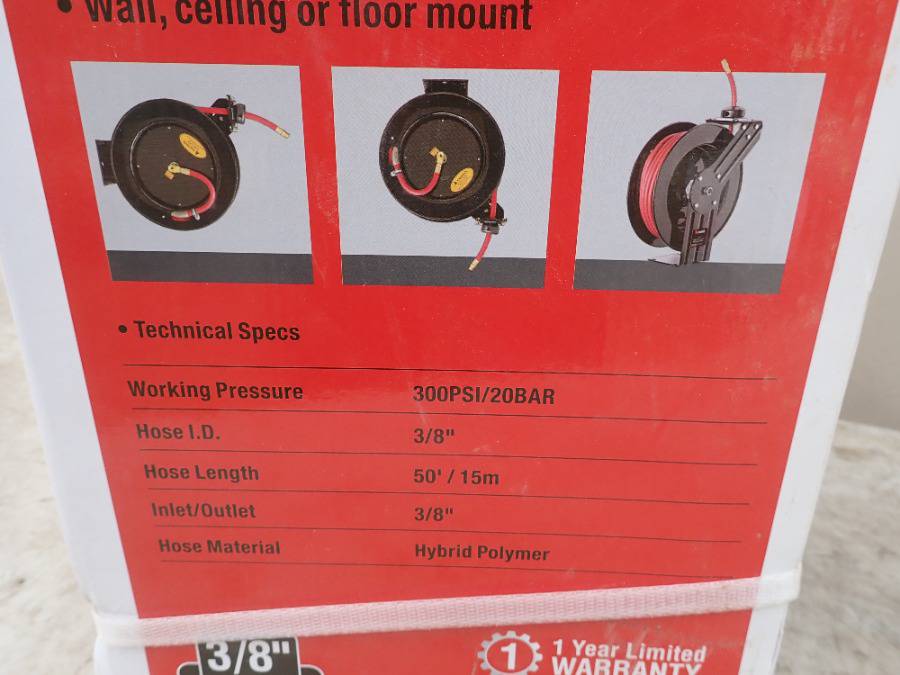 • Wall, ceiling or floor mount
• Technical Specs
Working Pressure 300PSI/20BAR
Hose I.D. 3/8"
Hose Length 50' / 15m
Inlet/Outlet 3/8"
Hose Material Hybrid Polymer
3/8"
1 1 Year Limited
WARRANTY